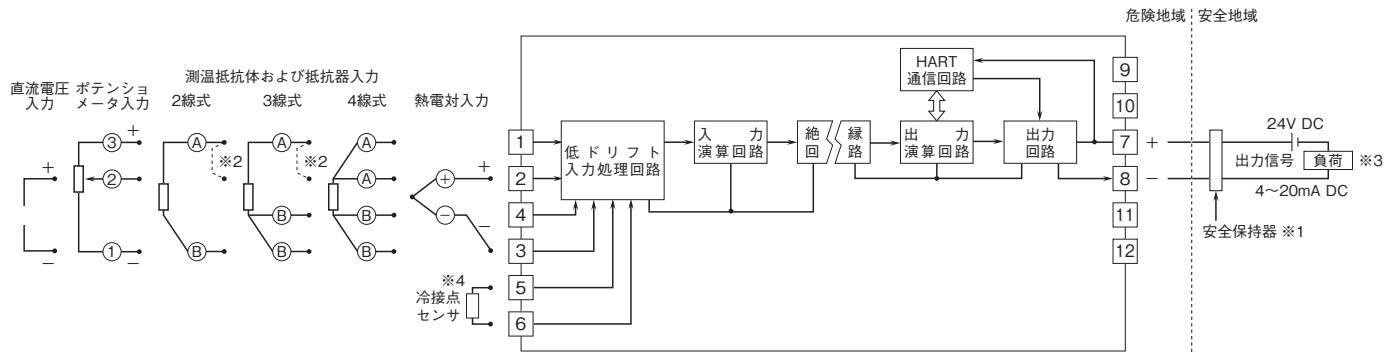 危険地域 安全地域
測温抵抗体および抵抗器入力
直流電圧
入力
ポテンショ
メータ入力
2線式
3線式
4線式
熱電対入力
+
−
3
+
2
1
−
A
※2
B
A
※2
B
B
A
A
B
B
+
+
−
−
※4
冷接点
センサ
1
2
4
3
5
6
低ドリフト
入力処理回路
入力
演算回路
絶縁
回路
出力
演算回路
HART
通信回路
出力
回路
9
10
7
8
11
12
+
−
24V DC
出力信号
負荷
※3
4～20mA DC
安全保持器 ※1